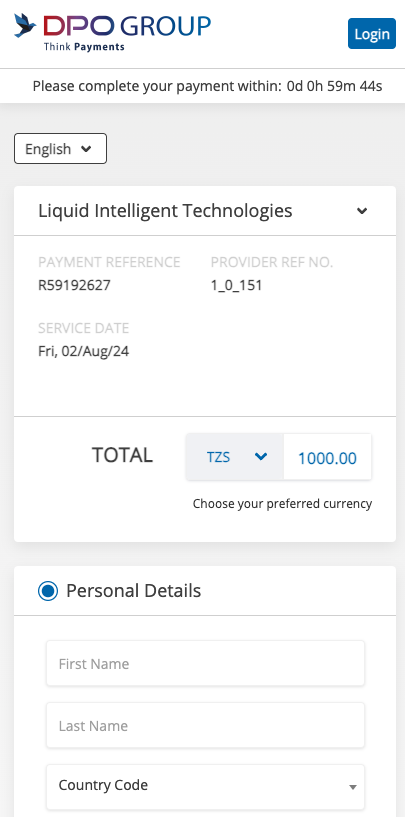 DPO GROUP
Think Payments
Login
Please complete your payment within: 0d 0h 59m 44s
English
Liquid Intelligent Technologies
PAYMENT REFERENCE PROVIDER REF NO.
R59192627 1_0_151
SERVICE DATE
Fri, 02/Aug/24
TOTAL TZS 1000.00
Choose your preferred currency
Personal Details
First Name
Last Name
Country Code